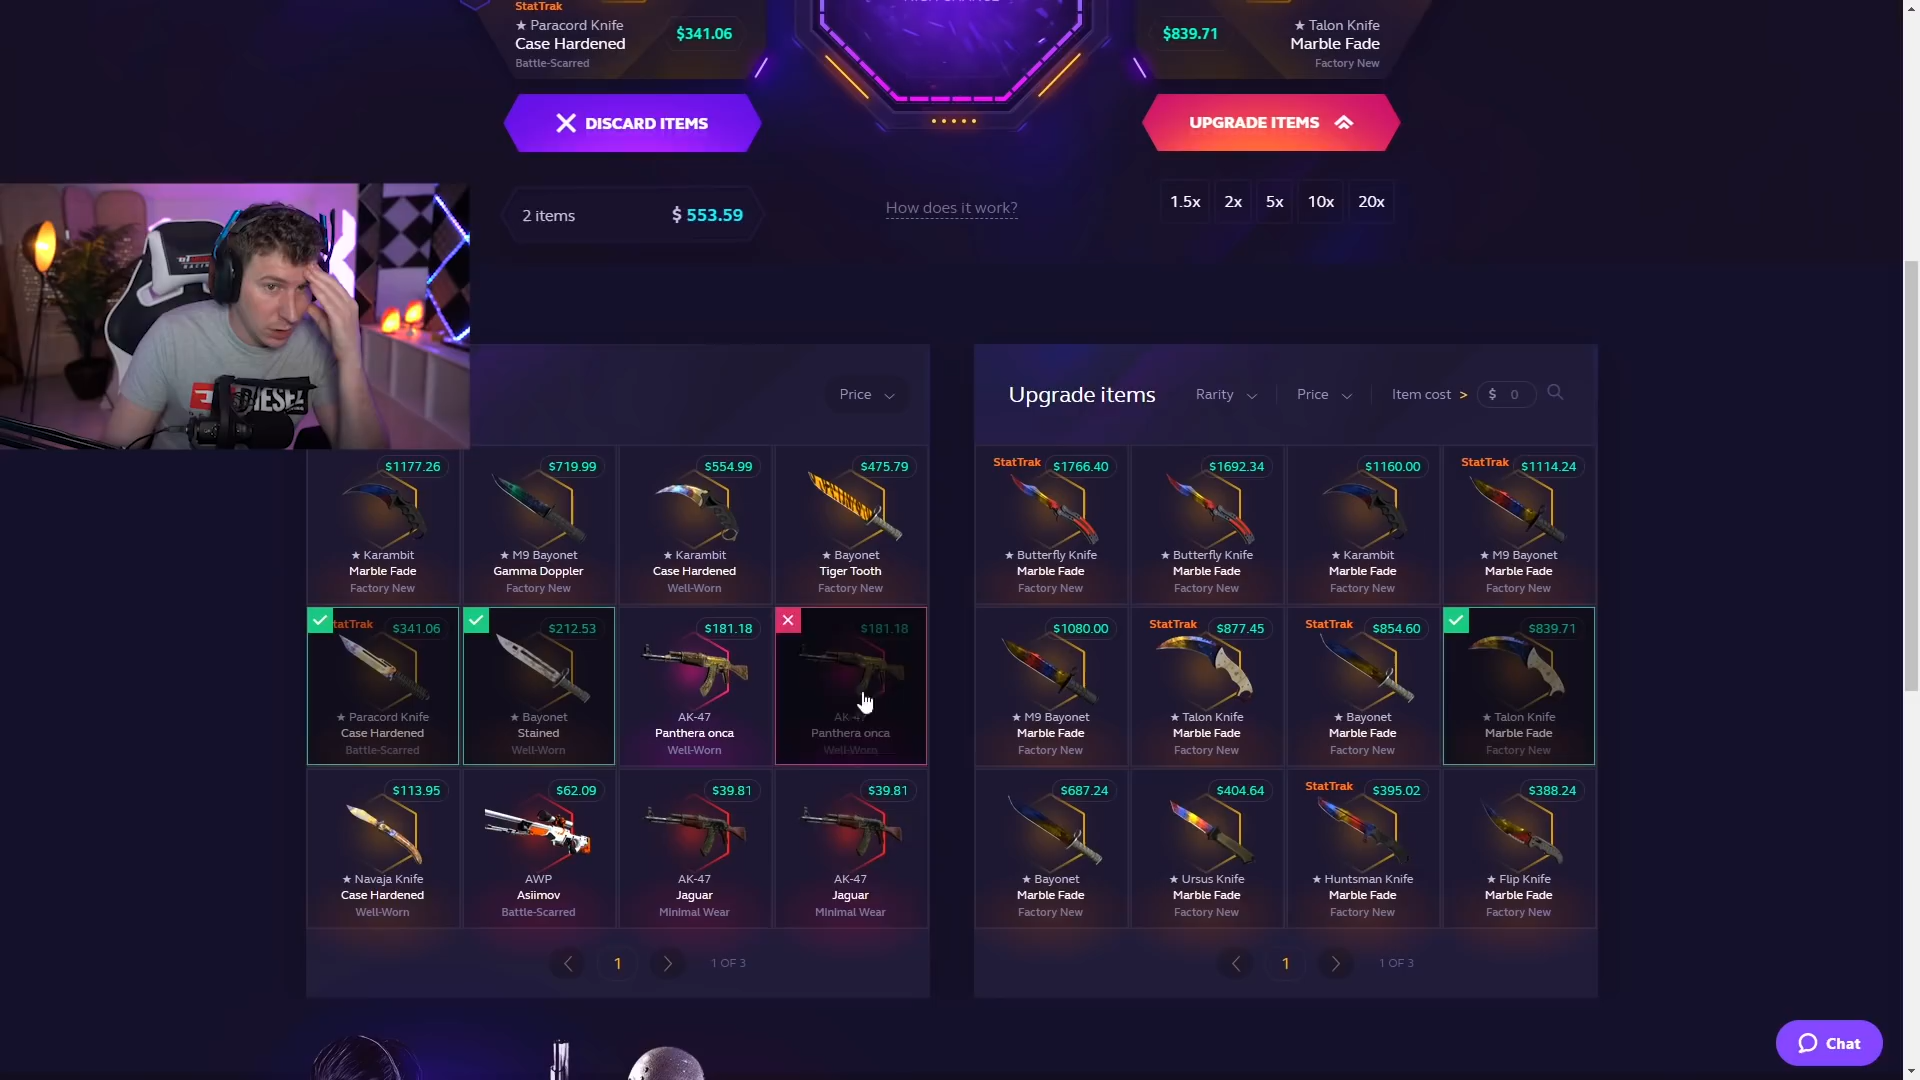 StatTrak
★ Paracord Knife
Case Hardened
Battle-Scarred
$341.06
$839.71
★ Talon Knife
Marble Fade
Factory New
DISCARD ITEMS
UPGRADE ITEMS
2 items
$ 553.59
How does it work?
1.5x 2x 5x 10x 20x
DIESEL
Price
Upgrade items
Rarity
Price
Item cost > $ 0
$1177.26
★ Karambit
Marble Fade
Factory New
$719.99
★ M9 Bayonet
Gamma Doppler
Factory New
$554.99
★ Karambit
Case Hardened
Well-Worn
$475.79
★ Bayonet
Tiger Tooth
Factory New
tatTrak $341.06
★ Paracord Knife
Case Hardened
Battle-Scarred
$212.53
★ Bayonet
Stained
Well-Worn
$181.18
AK-47
Panthera onca
Well-Worn
$181.18
AK-47
Panthera onca
Well-Worn
$113.95
★ Navaja Knife
Case Hardened
Well-Worn
$62.09
AWP
Asiimov
Battle-Scarred
$39.81
AK-47
Jaguar
Minimal Wear
$39.81
AK-47
Jaguar
Minimal Wear
1
1 OF 3
StatTrak $1766.40
★ Butterfly Knife
Marble Fade
Factory New
$1692.34
★ Butterfly Knife
Marble Fade
Factory New
$1160.00
★ Karambit
Marble Fade
Factory New
StatTrak $1114.24
★ M9 Bayonet
Marble Fade
Factory New
$1080.00
★ M9 Bayonet
Marble Fade
Factory New
StatTrak $877.45
★ Talon Knife
Marble Fade
Factory New
StatTrak $854.60
★ Bayonet
Marble Fade
Factory New
$839.71
★ Talon Knife
Marble Fade
Factory New
$687.24
★ Bayonet
Marble Fade
Factory New
$404.64
★ Ursus Knife
Marble Fade
Factory New
StatTrak $395.02
★ Huntsman Knife
Marble Fade
Factory New
$388.24
★ Flip Knife
Marble Fade
Factory New
1
1 OF 3
Chat